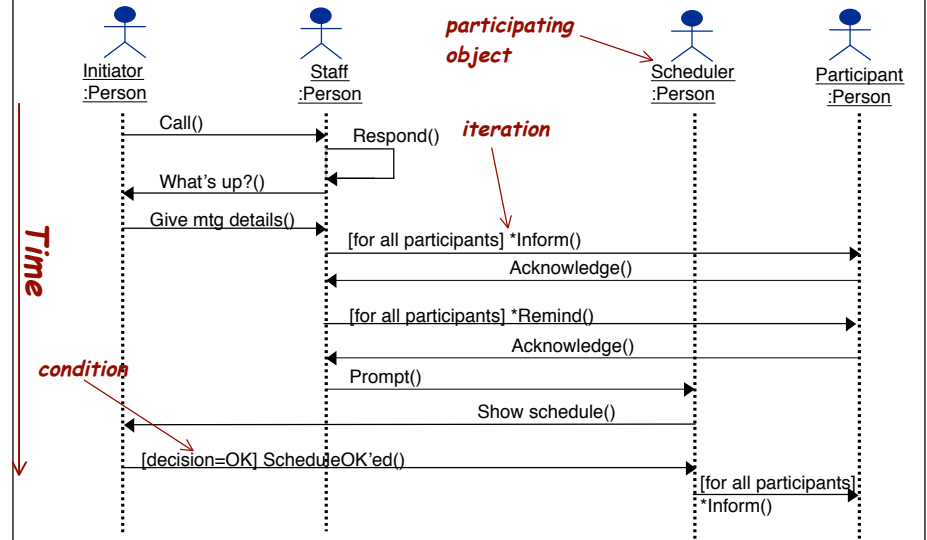 participating
object
Initiator
:Person
Staff
:Person
Scheduler
:Person
Participant
:Person
Call()
Respond()
iteration
What's up?()
Give mtg details()
Time
[for all participants] *Inform()
Acknowledge()
[for all participants] *Remind()
Acknowledge()
condition
Prompt()
Show schedule()
[decision=OK] ScheduleOK'ed()
[for all participants]
*Inform()